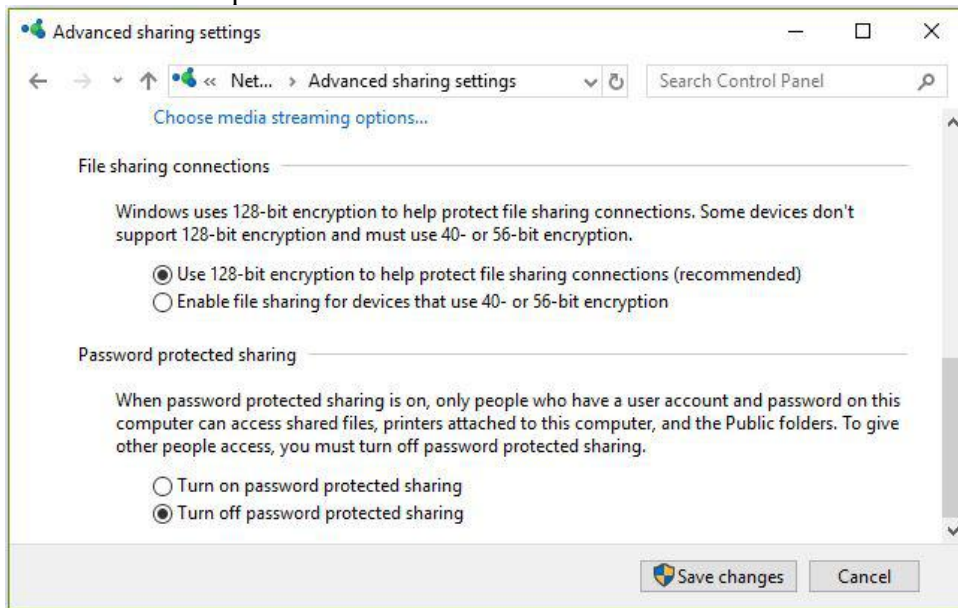 Advanced sharing settings
« Net... › Advanced sharing settings
Search Control Panel
Choose media streaming options...
File sharing connections
Windows uses 128-bit encryption to help protect file sharing connections. Some devices don't
support 128-bit encryption and must use 40- or 56-bit encryption.
Use 128-bit encryption to help protect file sharing connections (recommended)
Enable file sharing for devices that use 40- or 56-bit encryption
Password protected sharing
When password protected sharing is on, only people who have a user account and password on this
computer can access shared files, printers attached to this computer, and the Public folders. To give
other people access, you must turn off password protected sharing.
Turn on password protected sharing
Turn off password protected sharing
Save changes
Cancel